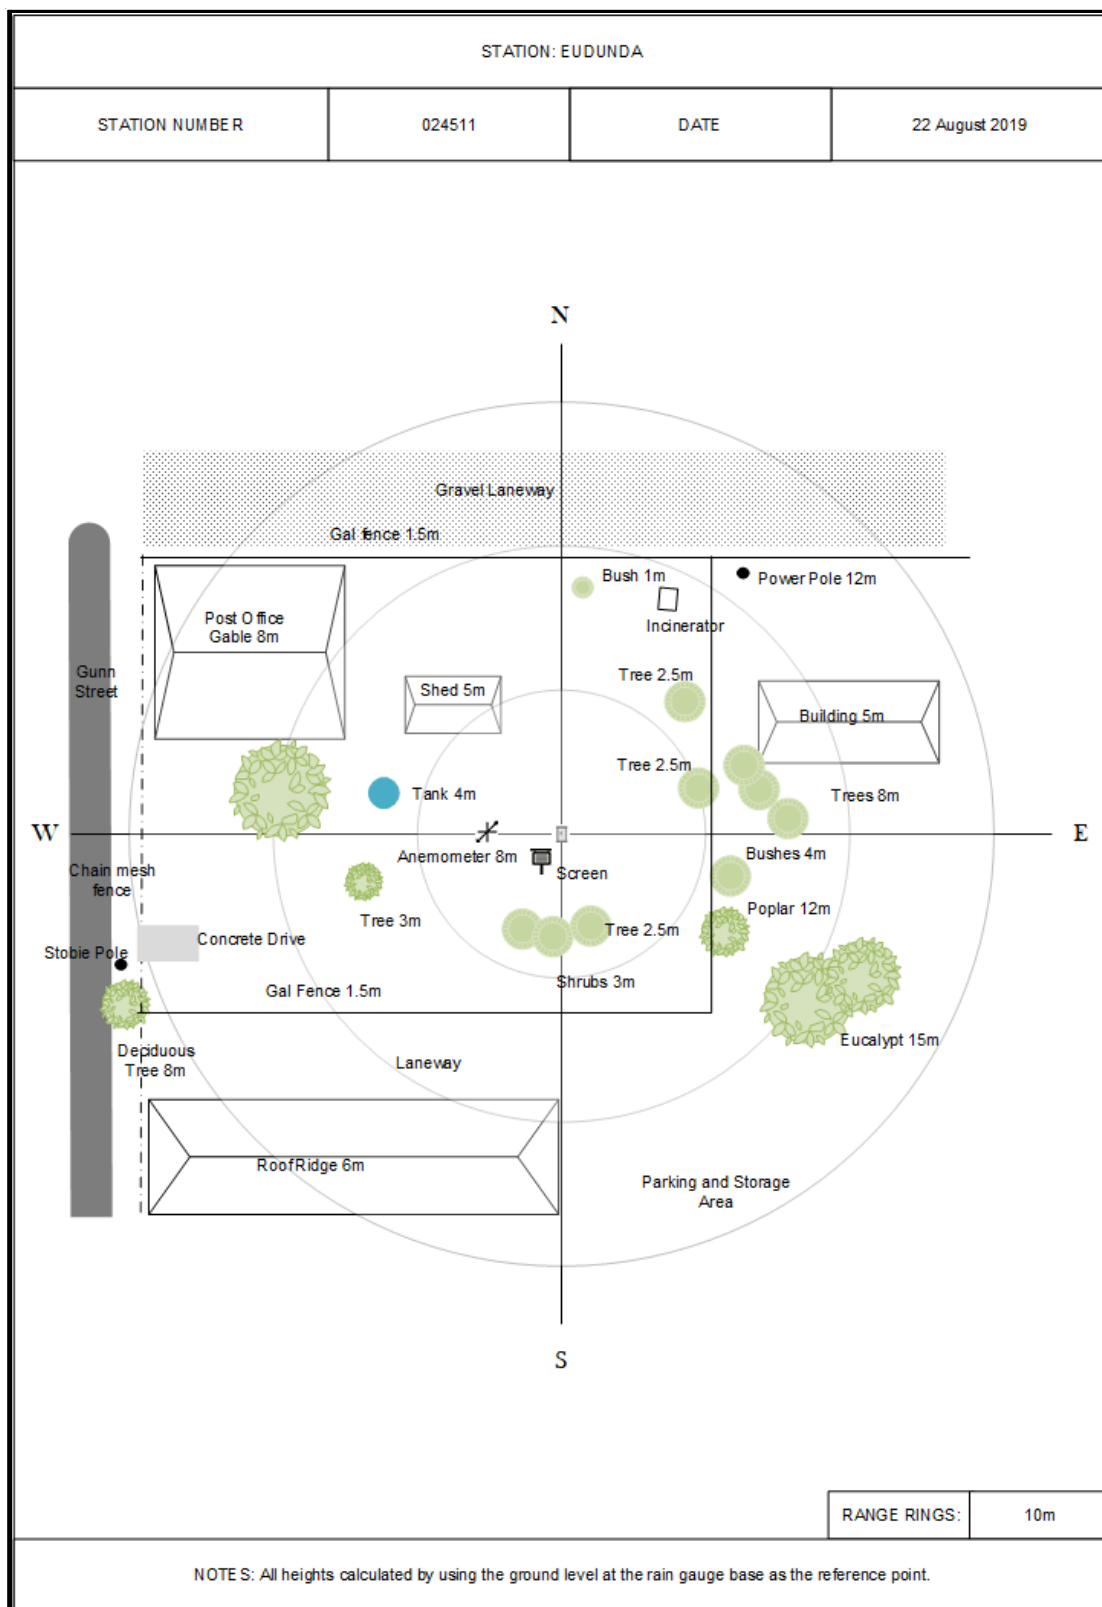 STATION: EUDUNDA
STATION NUMBER 024511 DATE 22 August 2019
N
Gravel Laneway
Gal fence 1.5m
Bush 1m
Power Pole 12m
Post Office
Gable 8m
Incinerator
Gunn
Street
Shed 5m
Tree 2.5m
Building 5m
Tree 2.5m
Tank 4m
Trees 8m
W
E
Anemometer 8m
Bushes 4m
Chain mesh
fence
Screen
Tree 3m
Poplar 12m
Tree 2.5m
Concrete Drive
Stobie Pole
Shrubs 3m
Gal Fence 1.5m
Eucalypt 15m
Deciduous
Tree 8m
Laneway
Roof Ridge 6m
Parking and Storage
Area
S
RANGE RINGS: 10m
NOTES: All heights calculated by using the ground level at the rain gauge base as the reference point.